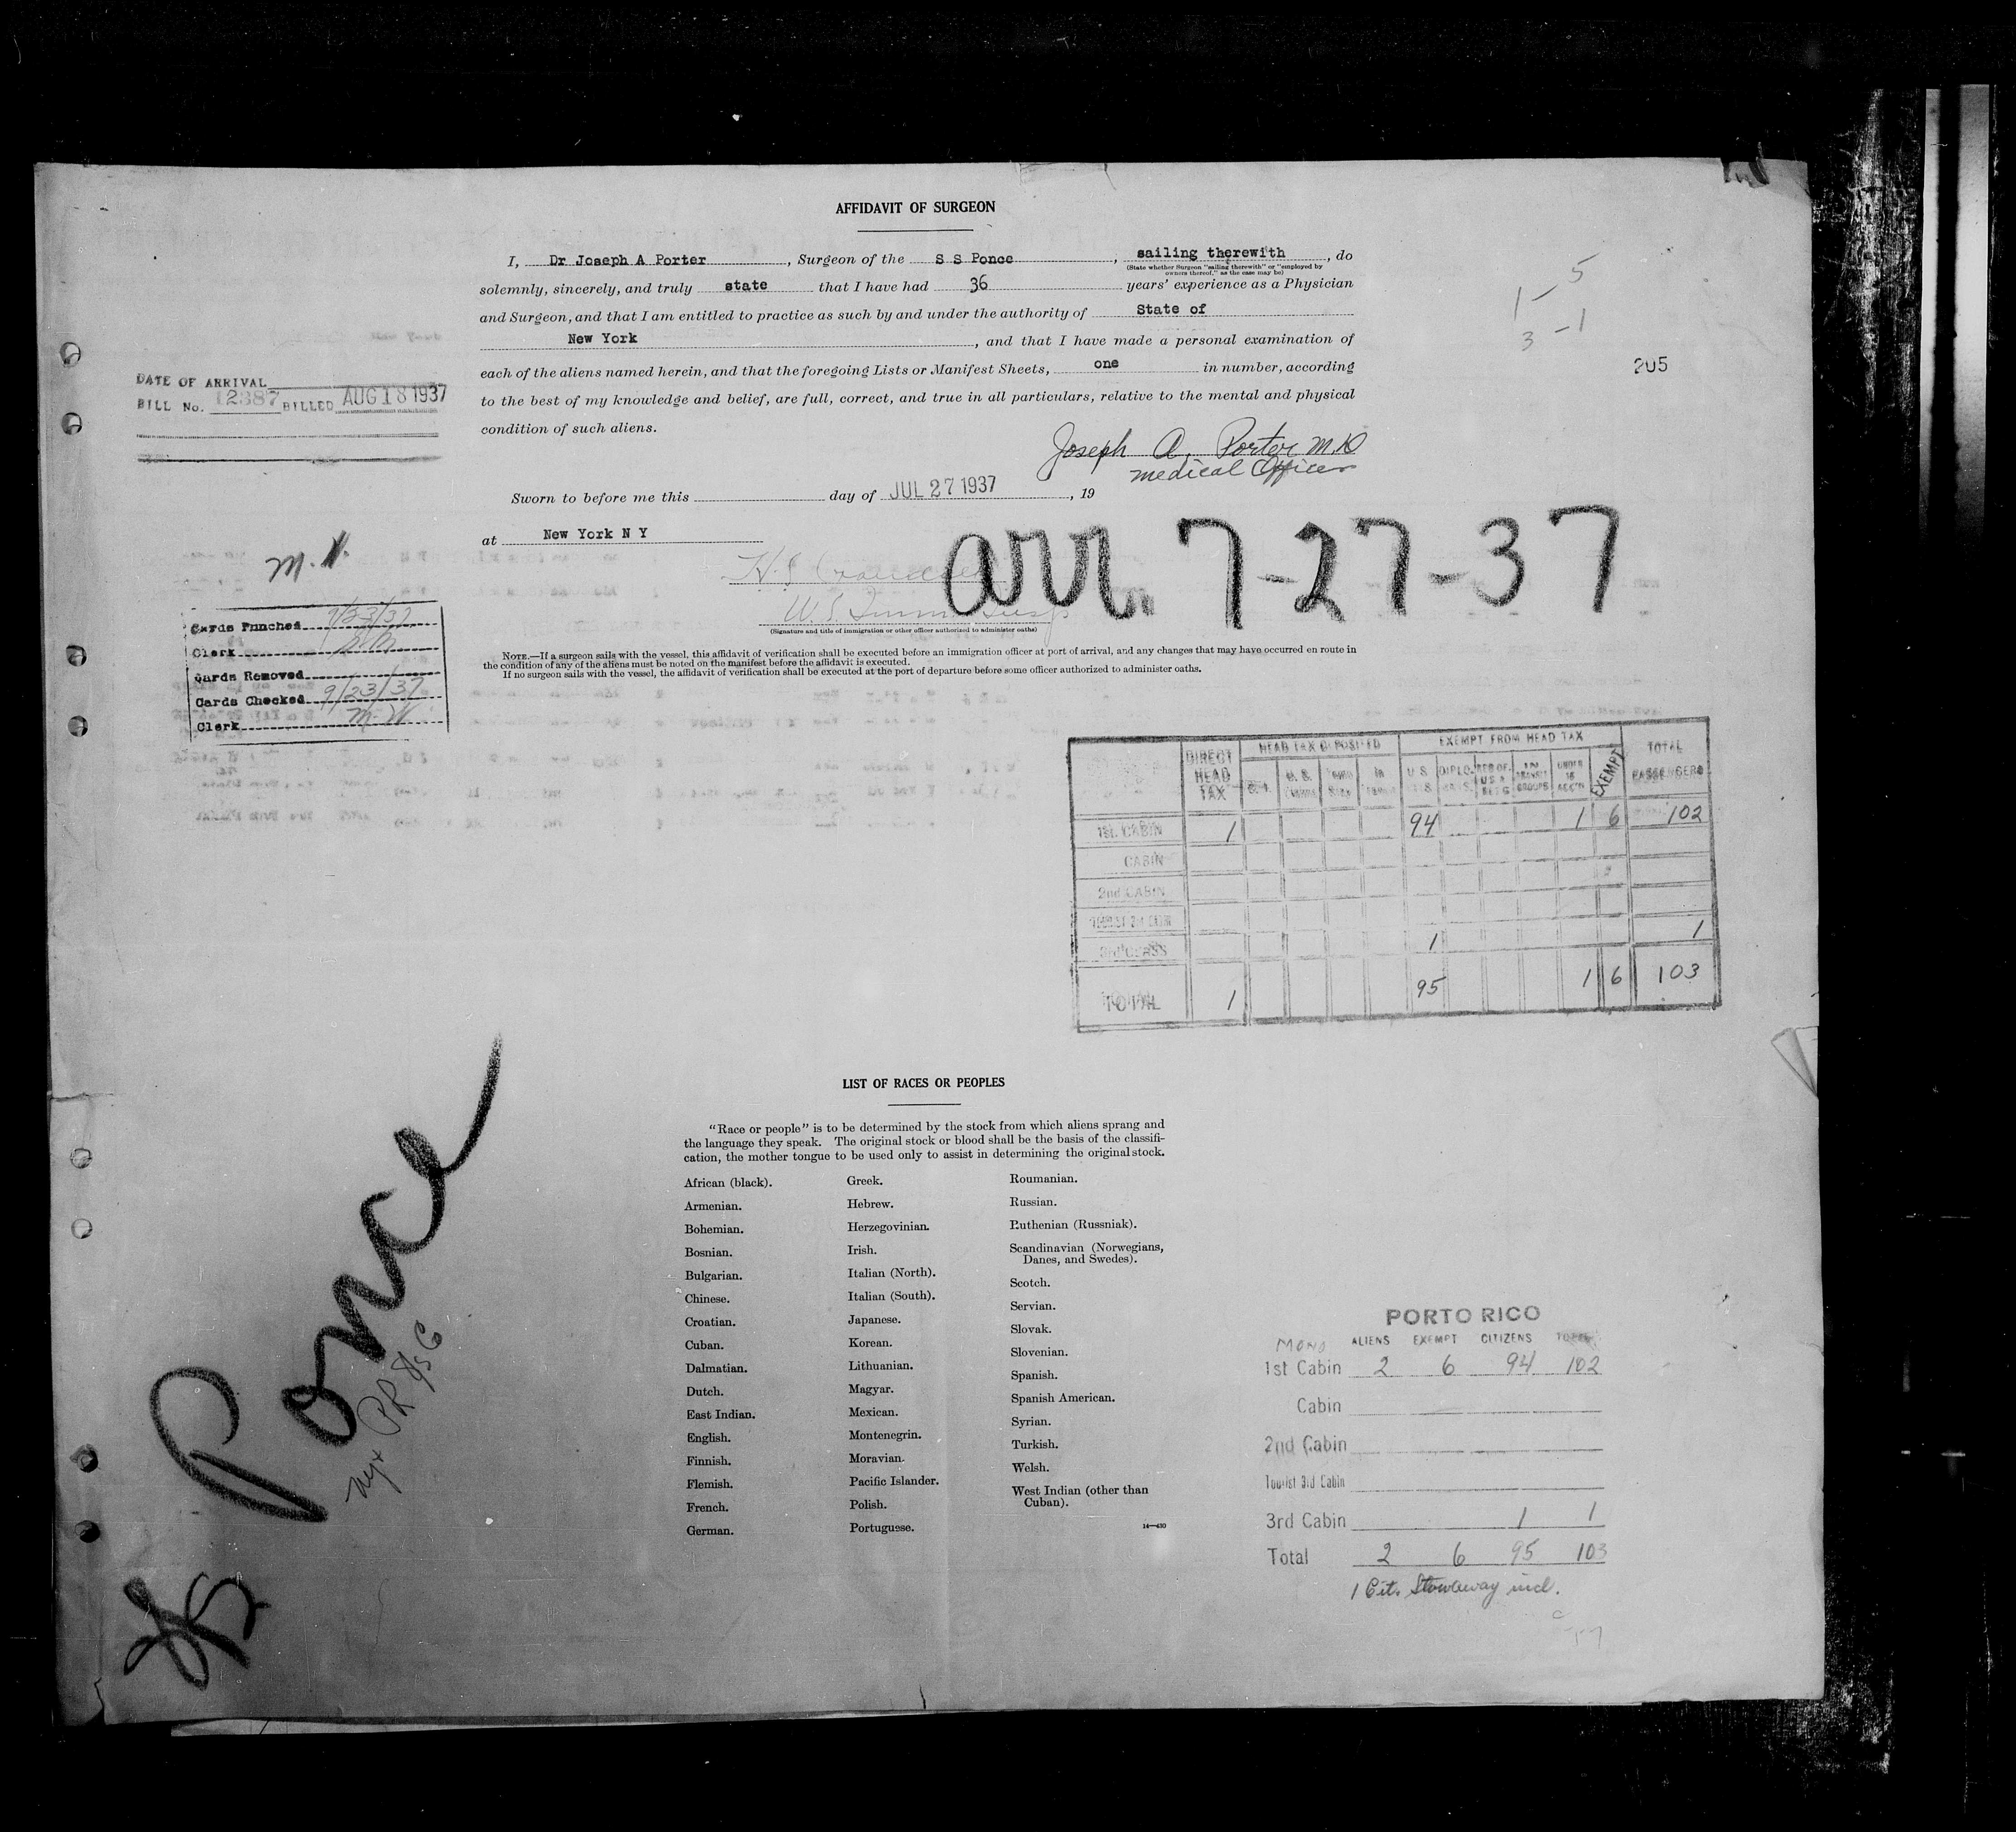 AFFIDAVIT OF SURGEON
I, Dr Joseph A Porter, Surgeon of the S S Ponce, sailing therewith, do
(State whether Surgeon "sailing therewith" or "employed by
owners thereof," as the case may be)
solemnly, sincerely, and truly state that I have had 36 years' experience as a Physician
and Surgeon, and that I am entitled to practice as such by and under the authority of State of
New York, and that I have made a personal examination of
each of the aliens named herein, and that the foregoing Lists or Manifest Sheets, one in number, according
to the best of my knowledge and belief, are full, correct, and true in all particulars, relative to the mental and physical
condition of such aliens.
Joseph A. Porter M.D
medical Officer
Sworn to before me this day of JUL 27 1937, 19
at New York N Y
(Signature and title of immigration or other officer authorized to administer oaths)
arr. 7-27-37
NOTE.—If a surgeon sails with the vessel, this affidavit of verification shall be executed before an immigration officer at port of arrival, and any changes that may have occurred en route in
the condition of any of the aliens must be noted on the manifest before the affidavit is executed.
If no surgeon sails with the vessel, the affidavit of verification shall be executed at the port of departure before some officer authorized to administer oaths.
5
1 -
3 - 1
205
DATE OF ARRIVAL
BILL No. 12387 BILLED AUG 18 1937
Cards Punched 9/23/37
Clerk
Cards Removed
Cards Checked 9/23/37
Clerk M.W
DIRECT HEAD TAX HEAD TAX DEPOSITED EXEMPT FROM HEAD TAX TOTAL PASSENGERS
EXEMPT
1st. CABIN 1 94 1 6 102
CABIN
2nd CABIN
1 1
TOTAL 1 95 1 6 103
LIST OF RACES OR PEOPLES
"Race or people" is to be determined by the stock from which aliens sprang and
the language they speak. The original stock or blood shall be the basis of the classifi-
cation, the mother tongue to be used only to assist in determining the original stock.
African (black).
Armenian.
Bohemian.
Bosnian.
Bulgarian.
Chinese.
Croatian.
Cuban.
Dalmatian.
Dutch.
East Indian.
English.
Finnish.
Flemish.
French.
German.
Greek.
Hebrew.
Herzegovinian.
Irish.
Italian (North).
Italian (South).
Japanese.
Korean.
Lithuanian.
Magyar.
Mexican.
Montenegrin.
Moravian.
Pacific Islander.
Polish.
Portuguese.
Roumanian.
Russian.
Ruthenian (Russniak).
Scandinavian (Norwegians,
Danes, and Swedes).
Scotch.
Servian.
Slovak.
Slovenian.
Spanish.
Spanish American.
Syrian.
Turkish.
Welsh.
West Indian (other than
Cuban).
14—430
Ponce
PORTO RICO
MONO ALIENS EXEMPT CITIZENS TOTAL
1st Cabin 2 6 94 102
Cabin
2nd Cabin
Tourist 3rd Cabin
3rd Cabin 1 1
Total 2 6 95 103
1 Cit. Stowaway incl.